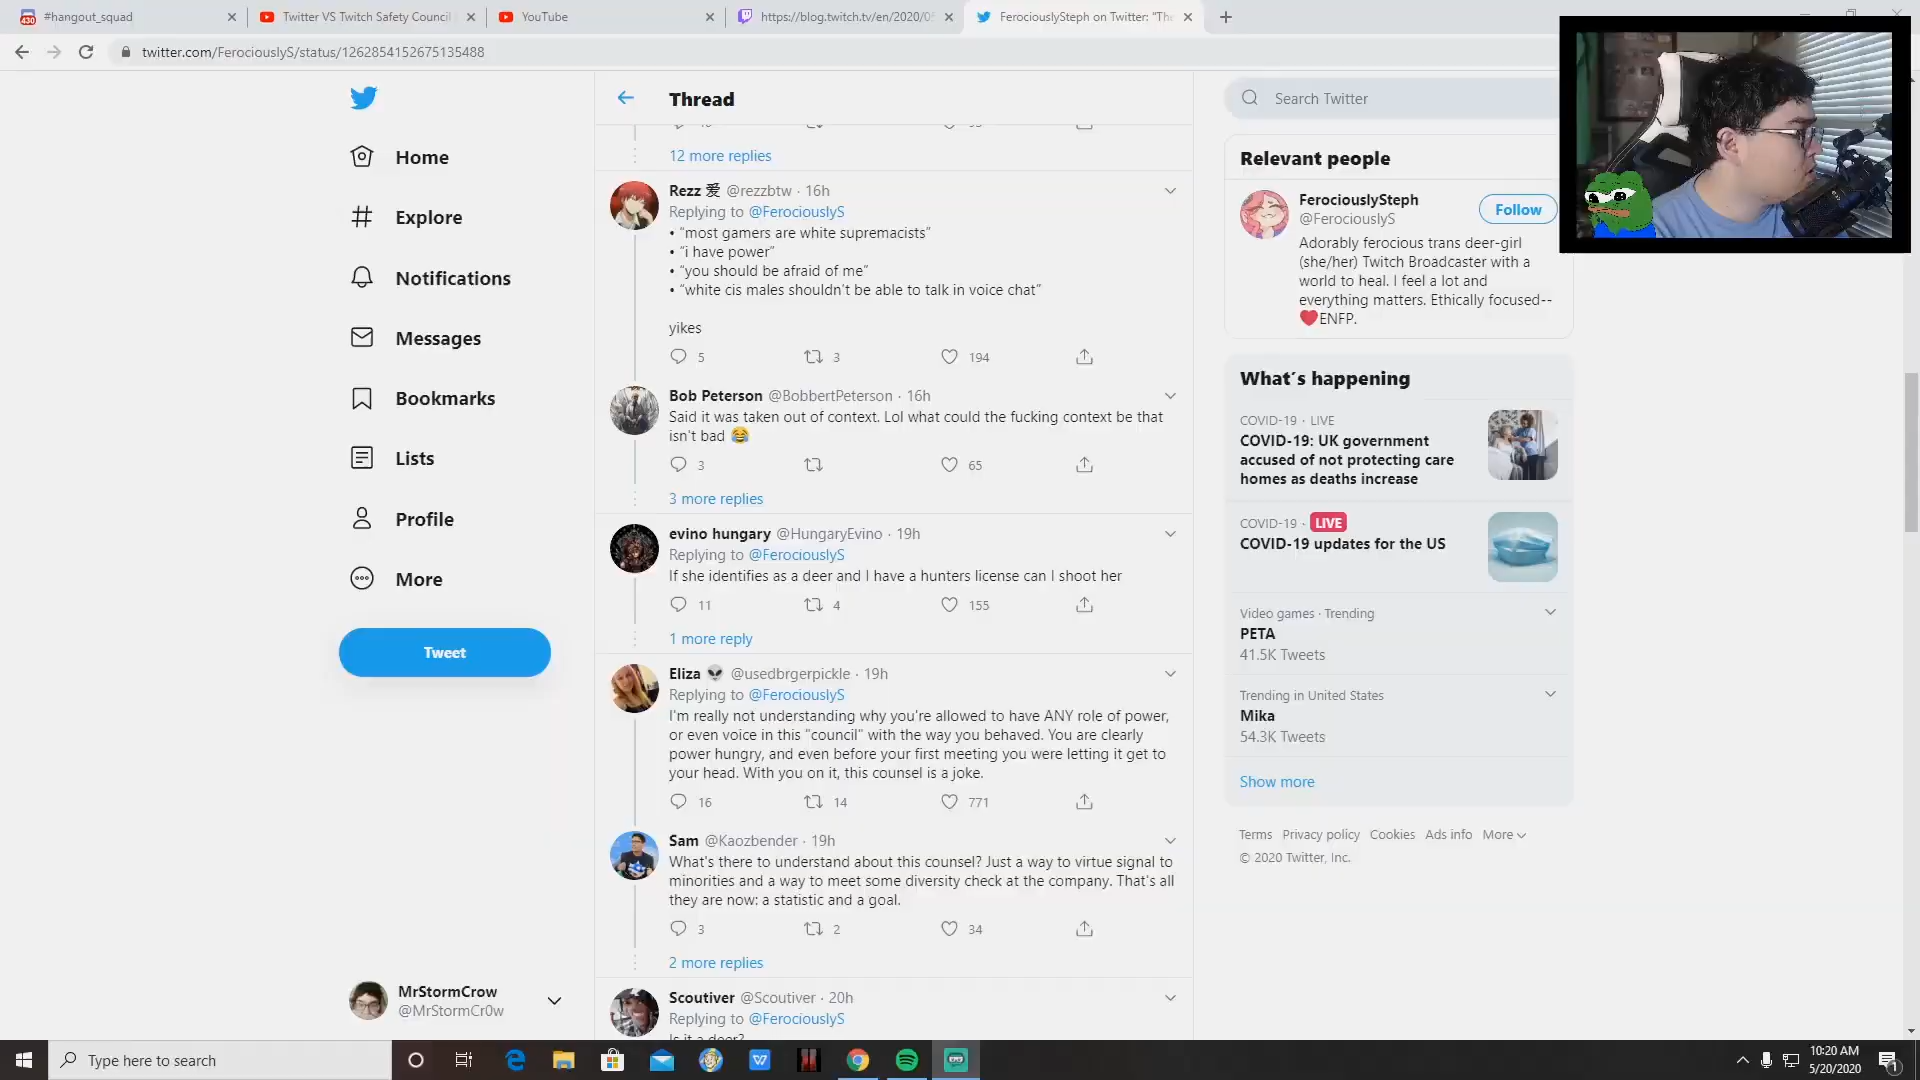 #hangout_squad
Twitter VS Twitch Safety Council
YouTube
https://blog.twitch.tv/en/2020/05
FerociouslySteph on Twitter: "The
twitter.com/FerociouslyS/status/1262854152675135488
Home
Explore
Notifications
Messages
Bookmarks
Lists
Profile
More
Tweet
MrStormCrow
@MrStormCr0w
Thread
12 more replies
Rezz 爱 @rezzbtw · 16h
Replying to @FerociouslyS
• "most gamers are white supremacists"
• "i have power"
• "you should be afraid of me"
• "white cis males shouldn't be able to talk in voice chat"
yikes
5 3 194
Bob Peterson @BobbertPeterson · 16h
Said it was taken out of context. Lol what could the fucking context be that
isn't bad 😂
3 65
3 more replies
evino hungary @HungaryEvino · 19h
Replying to @FerociouslyS
If she identifies as a deer and I have a hunters license can I shoot her
11 4 155
1 more reply
Eliza 👽 @usedbrgerpickle · 19h
Replying to @FerociouslyS
I'm really not understanding why you're allowed to have ANY role of power,
or even voice in this "council" with the way you behaved. You are clearly
power hungry, and even before your first meeting you were letting it get to
your head. With you on it, this counsel is a joke.
16 14 771
Sam @Kaozbender · 19h
What's there to understand about this counsel? Just a way to virtue signal to
minorities and a way to meet some diversity check at the company. That's all
they are now: a statistic and a goal.
3 2 34
2 more replies
Scoutiver @Scoutiver · 20h
Replying to @FerociouslyS
Is it a deer?
Search Twitter
Relevant people
FerociouslySteph
@FerociouslyS
Follow
Adorably ferocious trans deer-girl
(she/her) Twitch Broadcaster with a
world to heal. I feel a lot and
everything matters. Ethically focused--
❤️ENFP.
What's happening
COVID-19 · LIVE
COVID-19: UK government
accused of not protecting care
homes as deaths increase
COVID-19 · LIVE
COVID-19 updates for the US
Video games · Trending
PETA
41.5K Tweets
Trending in United States
Mika
54.3K Tweets
Show more
Terms Privacy policy Cookies Ads info More
© 2020 Twitter, Inc.
Type here to search
10:20 AM
5/20/2020
1